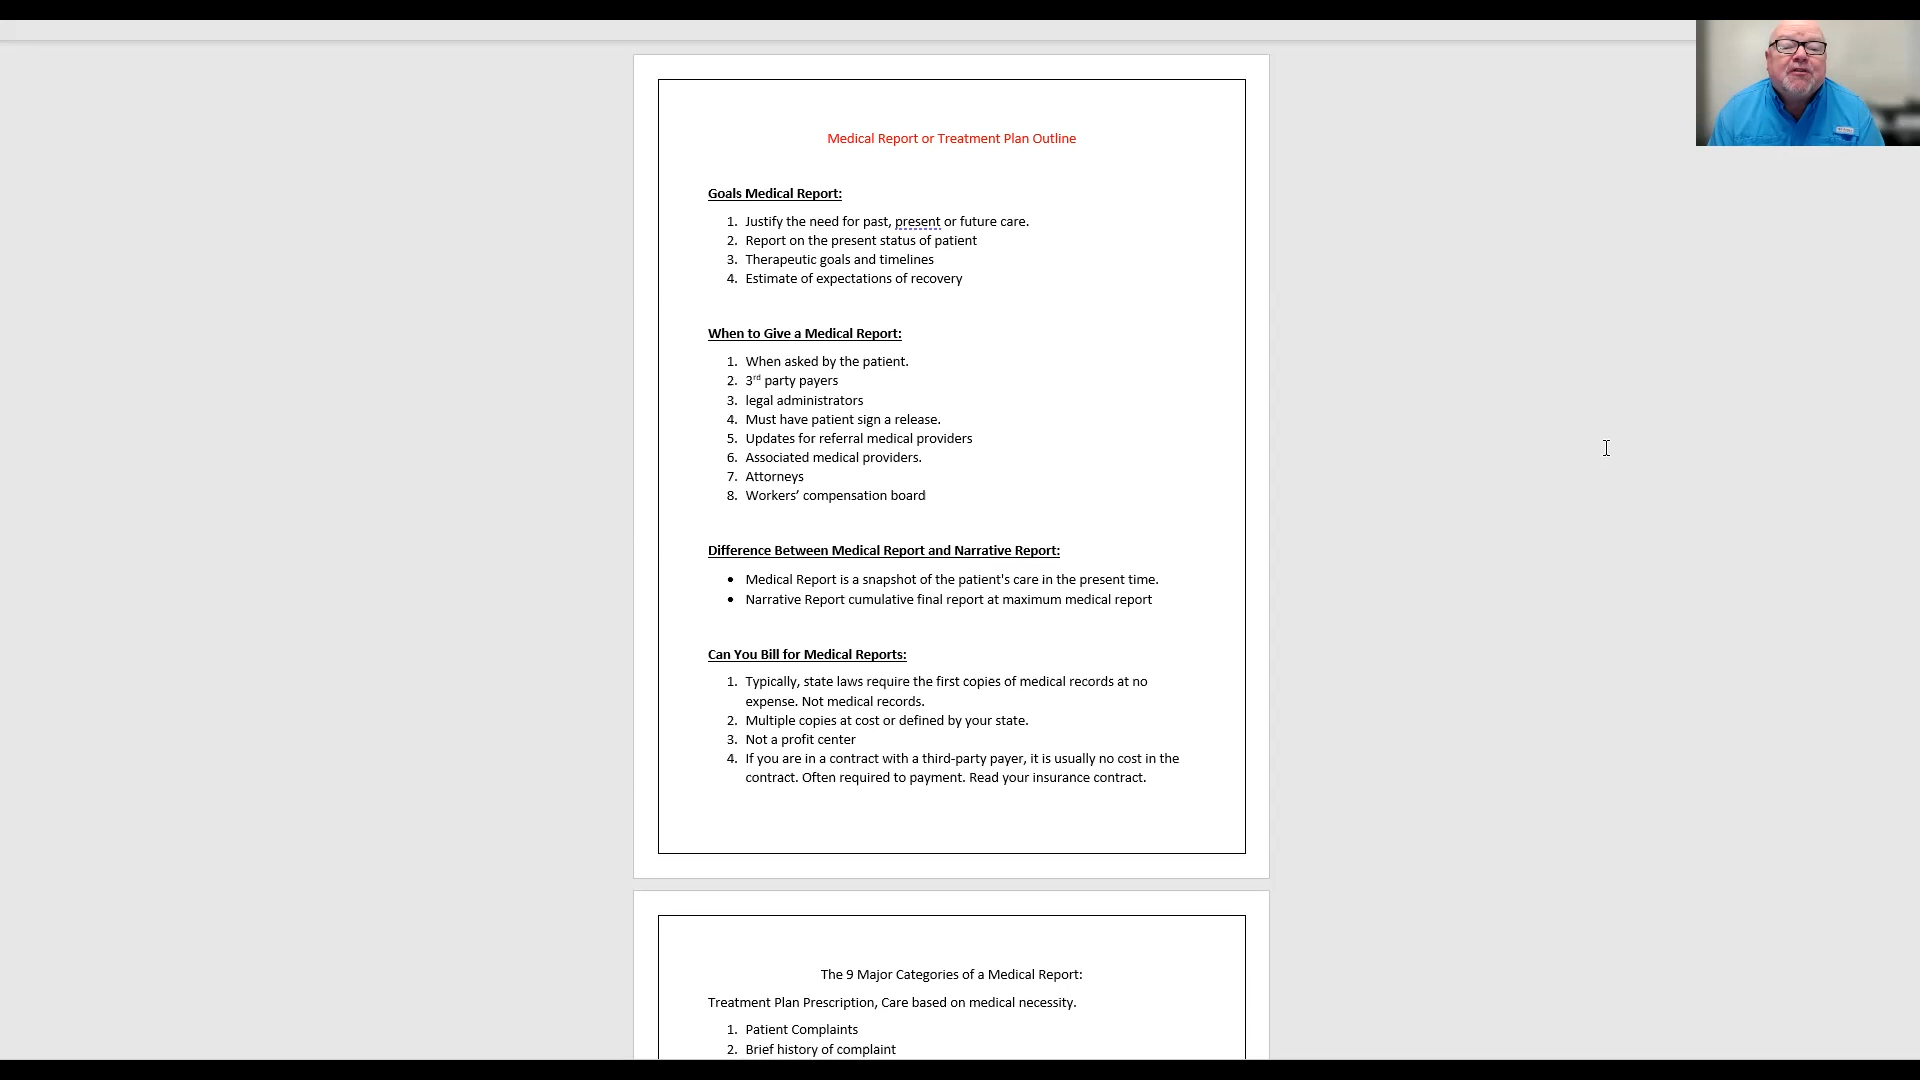 Medical Report or Treatment Plan Outline
Goals Medical Report:
1. Justify the need for past, present or future care.
2. Report on the present status of patient
3. Therapeutic goals and timelines
4. Estimate of expectations of recovery
When to Give a Medical Report:
1. When asked by the patient.
2. 3rd party payers
3. legal administrators
4. Must have patient sign a release.
5. Updates for referral medical providers
6. Associated medical providers.
7. Attorneys
8. Workers’ compensation board
Difference Between Medical Report and Narrative Report:
• Medical Report is a snapshot of the patient's care in the present time.
• Narrative Report cumulative final report at maximum medical report
Can You Bill for Medical Reports:
1. Typically, state laws require the first copies of medical records at no
expense. Not medical records.
2. Multiple copies at cost or defined by your state.
3. Not a profit center
4. If you are in a contract with a third-party payer, it is usually no cost in the
contract. Often required to payment. Read your insurance contract.
The 9 Major Categories of a Medical Report:
Treatment Plan Prescription, Care based on medical necessity.
1. Patient Complaints
2. Brief history of complaint